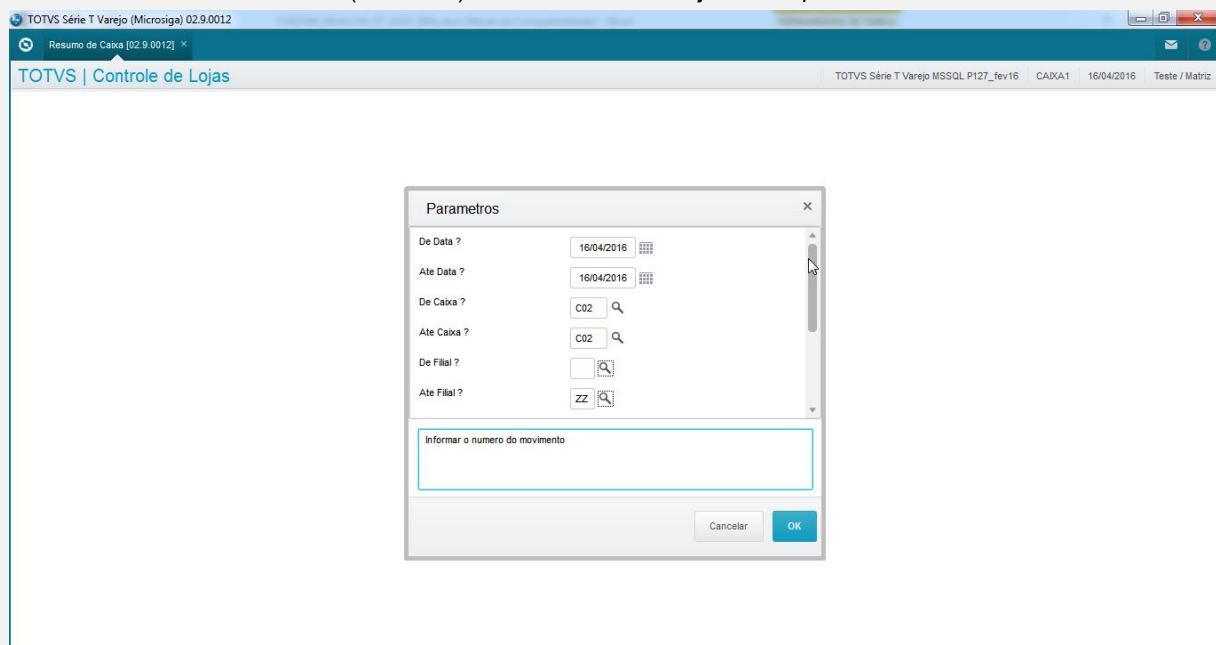 TOTVS Série T Varejo (Microsiga) 02.9.0012
Resumo de Caixa [02.9.0012] ×
TOTVS | Controle de Lojas
TOTVS Série T Varejo MSSQL P127_fev16 CAIXA1 16/04/2016 Teste / Matriz
Parametros
De Data ? 16/04/2016
Ate Data ? 16/04/2016
De Caixa ? C02
Ate Caixa ? C02
De Filial ?
Ate Filial ? ZZ
Informar o numero do movimento
Cancelar OK